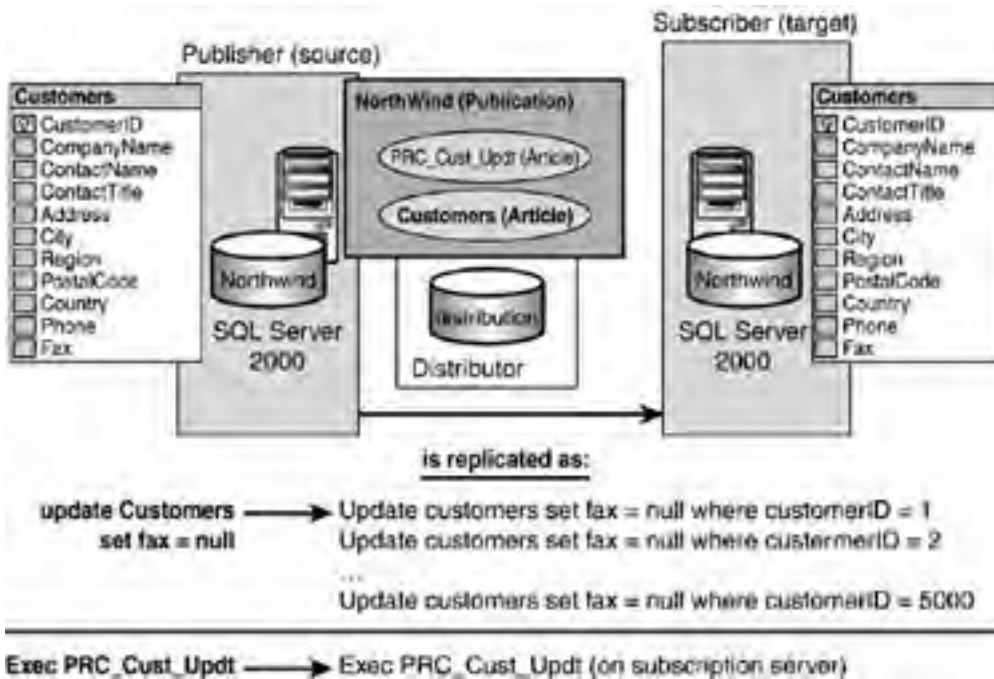 Publisher (source)
Subscriber (target)
Customers
CustomerID
CompanyName
ContactName
ContactTitle
Address
City
Region
PostalCode
Country
Phone
Fax
Northwind
SQL Server
2000
NorthWind (Publication)
PRC_Cust_Updt (Article)
Customers (Article)
distribution
Distributor
Northwind
SQL Server
2000
Customers
CustomerID
CompanyName
ContactName
ContactTitle
Address
City
Region
PostalCode
Country
Phone
Fax
is replicated as:
update Customers
set fax = null
Update customers set fax = null where customerID = 1
Update customers set fax = null where custermerID = 2
...
Update customers set fax = null where customerID = 5000
Exec PRC_Cust_Updt
Exec PRC_Cust_Updt (on subscription server)